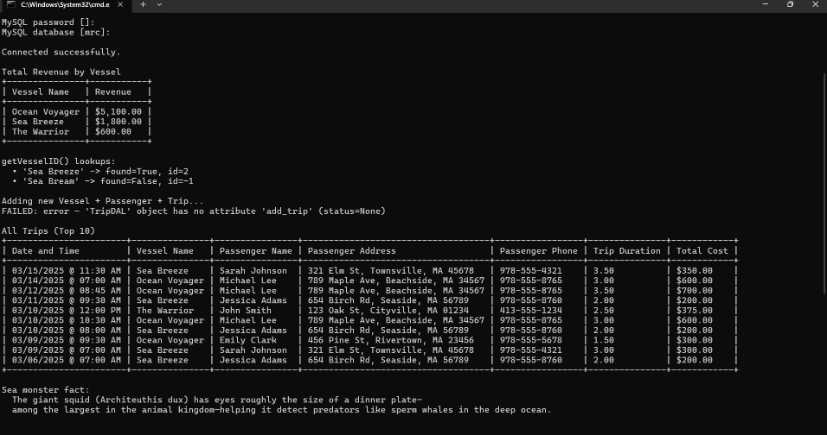 C:\Windows\System32\cmd.e
MySQL password []:
MySQL database [mrc]:
Connected successfully.
Total Revenue by Vessel
+---------------+-----------+
| Vessel Name | Revenue |
+---------------+-----------+
| Ocean Voyager | $5,100.00 |
| Sea Breeze | $1,800.00 |
| The Warrior | $600.00 |
+---------------+-----------+
getVesselID() lookups:
• 'Sea Breeze' -> found=True, id=2
• 'Sea Bream' -> found=False, id=-1
Adding new Vessel + Passenger + Trip...
FAILED: error - 'TripDAL' object has no attribute 'add_trip' (status=None)
All Trips (Top 10)
| Date and Time | Vessel Name | Passenger Name | Passenger Address | Passenger Phone | Trip Duration | Total Cost |
| 03/15/2025 @ 11:30 AM | Sea Breeze | Sarah Johnson | 321 Elm St, Townsville, MA 45678 | 978-555-4321 | 3.50 | $350.00 |
| 03/14/2025 @ 07:00 AM | Ocean Voyager | Michael Lee | 789 Maple Ave, Beachside, MA 34567 | 978-555-8765 | 3.00 | $600.00 |
| 03/12/2025 @ 08:45 AM | Ocean Voyager | Michael Lee | 789 Maple Ave, Beachside, MA 34567 | 978-555-8765 | 3.50 | $700.00 |
| 03/11/2025 @ 09:30 AM | Sea Breeze | Jessica Adams | 654 Birch Rd, Seaside, MA 56789 | 978-555-8760 | 2.00 | $200.00 |
| 03/10/2025 @ 12:00 PM | The Warrior | John Smith | 123 Oak St, Cityville, MA 01234 | 413-555-1234 | 2.50 | $375.00 |
| 03/10/2025 @ 10:30 AM | Ocean Voyager | Michael Lee | 789 Maple Ave, Beachside, MA 34567 | 978-555-8765 | 3.00 | $600.00 |
| 03/10/2025 @ 08:00 AM | Sea Breeze | Jessica Adams | 654 Birch Rd, Seaside, MA 56789 | 978-555-8760 | 2.00 | $200.00 |
| 03/09/2025 @ 09:30 AM | Ocean Voyager | Emily Clark | 456 Pine St, Rivertown, MA 23456 | 978-555-5678 | 1.50 | $300.00 |
| 03/09/2025 @ 07:00 AM | Sea Breeze | Sarah Johnson | 321 Elm St, Townsville, MA 45678 | 978-555-4321 | 3.00 | $300.00 |
| 03/06/2025 @ 07:00 AM | Sea Breeze | Jessica Adams | 654 Birch Rd, Seaside, MA 56789 | 978-555-8760 | 2.00 | $200.00 |
Sea monster fact:
The giant squid (Architeuthis dux) has eyes roughly the size of a dinner plate—
among the largest in the animal kingdom—helping it detect predators like sperm whales in the deep ocean.